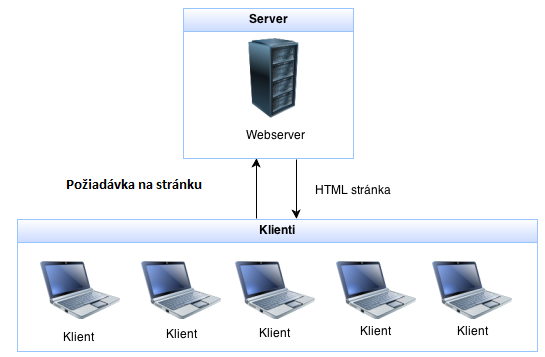 Server
Webserver
Požiadávka na stránku
HTML stránka
Klienti
Klient
Klient
Klient
Klient
Klient